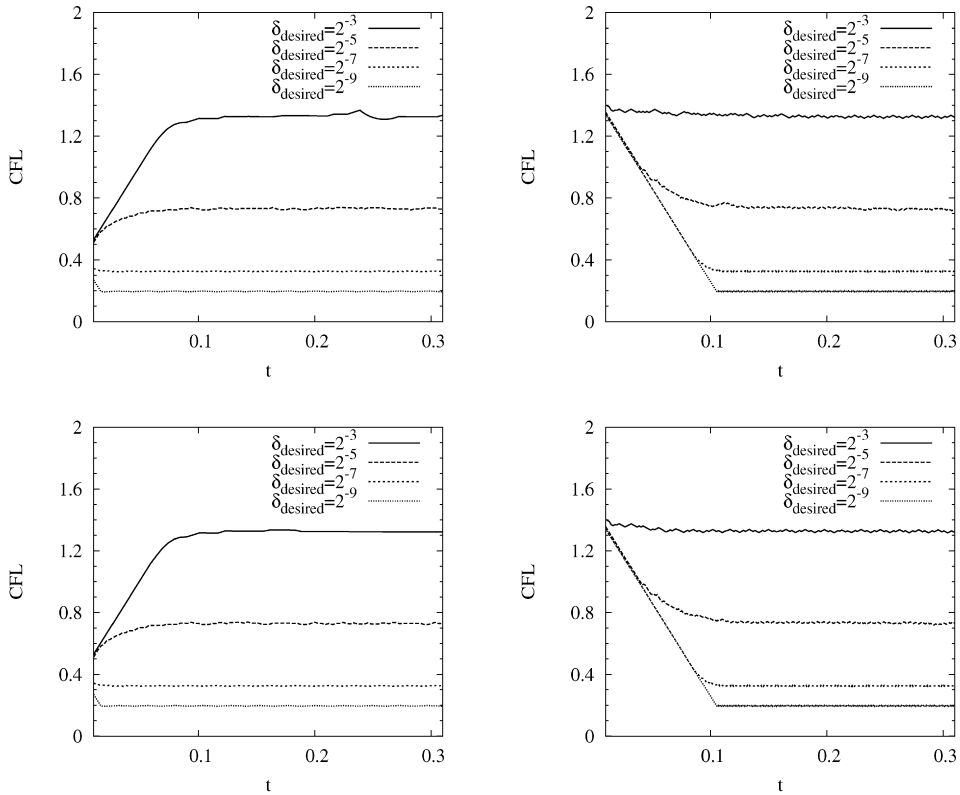 2
1.6
1.2
0.8
0.4
0
CFL
δdesired=2⁻³
δdesired=2⁻⁵
δdesired=2⁻⁷
δdesired=2⁻⁹
0.1 0.2 0.3
t
2
1.6
1.2
0.8
0.4
0
CFL
δdesired=2⁻³
δdesired=2⁻⁵
δdesired=2⁻⁷
δdesired=2⁻⁹
0.1 0.2 0.3
t
2
1.6
1.2
0.8
0.4
0
CFL
δdesired=2⁻³
δdesired=2⁻⁵
δdesired=2⁻⁷
δdesired=2⁻⁹
0.1 0.2 0.3
t
2
1.6
1.2
0.8
0.4
0
CFL
δdesired=2⁻³
δdesired=2⁻⁵
δdesired=2⁻⁷
δdesired=2⁻⁹
0.1 0.2 0.3
t